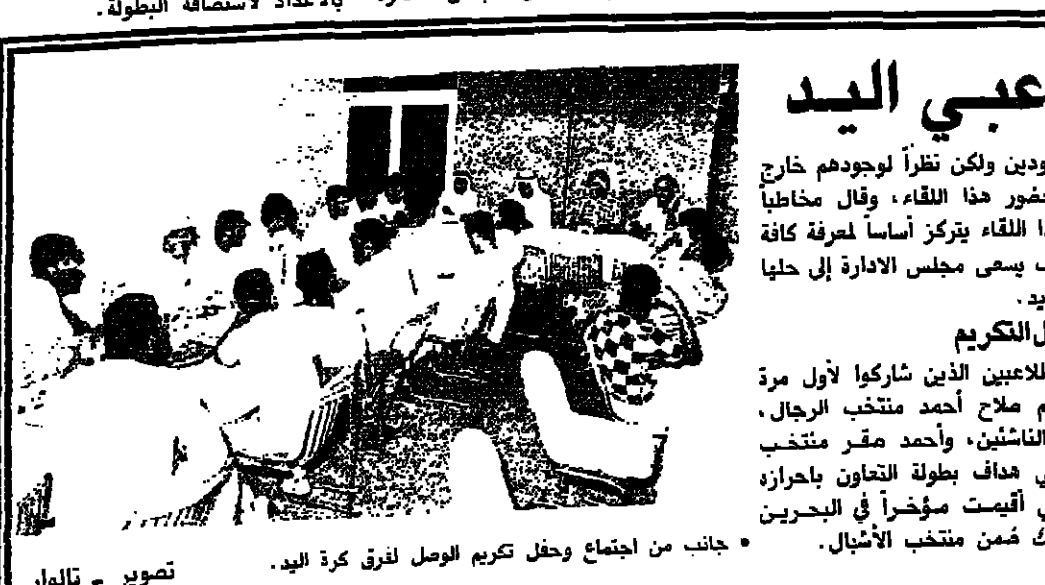 بالاعداد لاستضافة البطولة.
عبي اليد
ودين ولكن نظراً لوجودهم خارج
حضور هذا اللقاء، وقال مخاطباً
ا اللقاء يتركز أساساً لمعرفة كافة
يسعى مجلس الادارة إلى حلها
يد.
ل التكريم
طلاعبين الذين شاركوا لأول مرة
م صلاح أحمد منتخب الرجال،
الناشئين، وأحمد صقر منتخب
ي هداف بطولة التعاون باحرازه
ي أقيمت مؤخراً في البحرين
ك ضمن منتخب الأشبال.
• جانب من اجتماع وحفل تكريم الوصل لفرق كرة اليد.
تصوير - تالوار